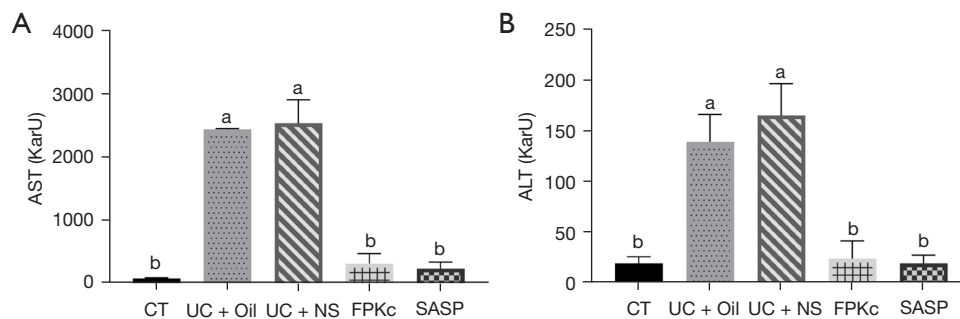 A
AST (KarU)
4000
3000
2000
1000
0
a
a
b
b
b
CT UC + Oil UC + NS FPKc SASP
B
ALT (KarU)
250
200
150
100
50
0
a
a
b
b
b
CT UC + Oil UC + NS FPKc SASP